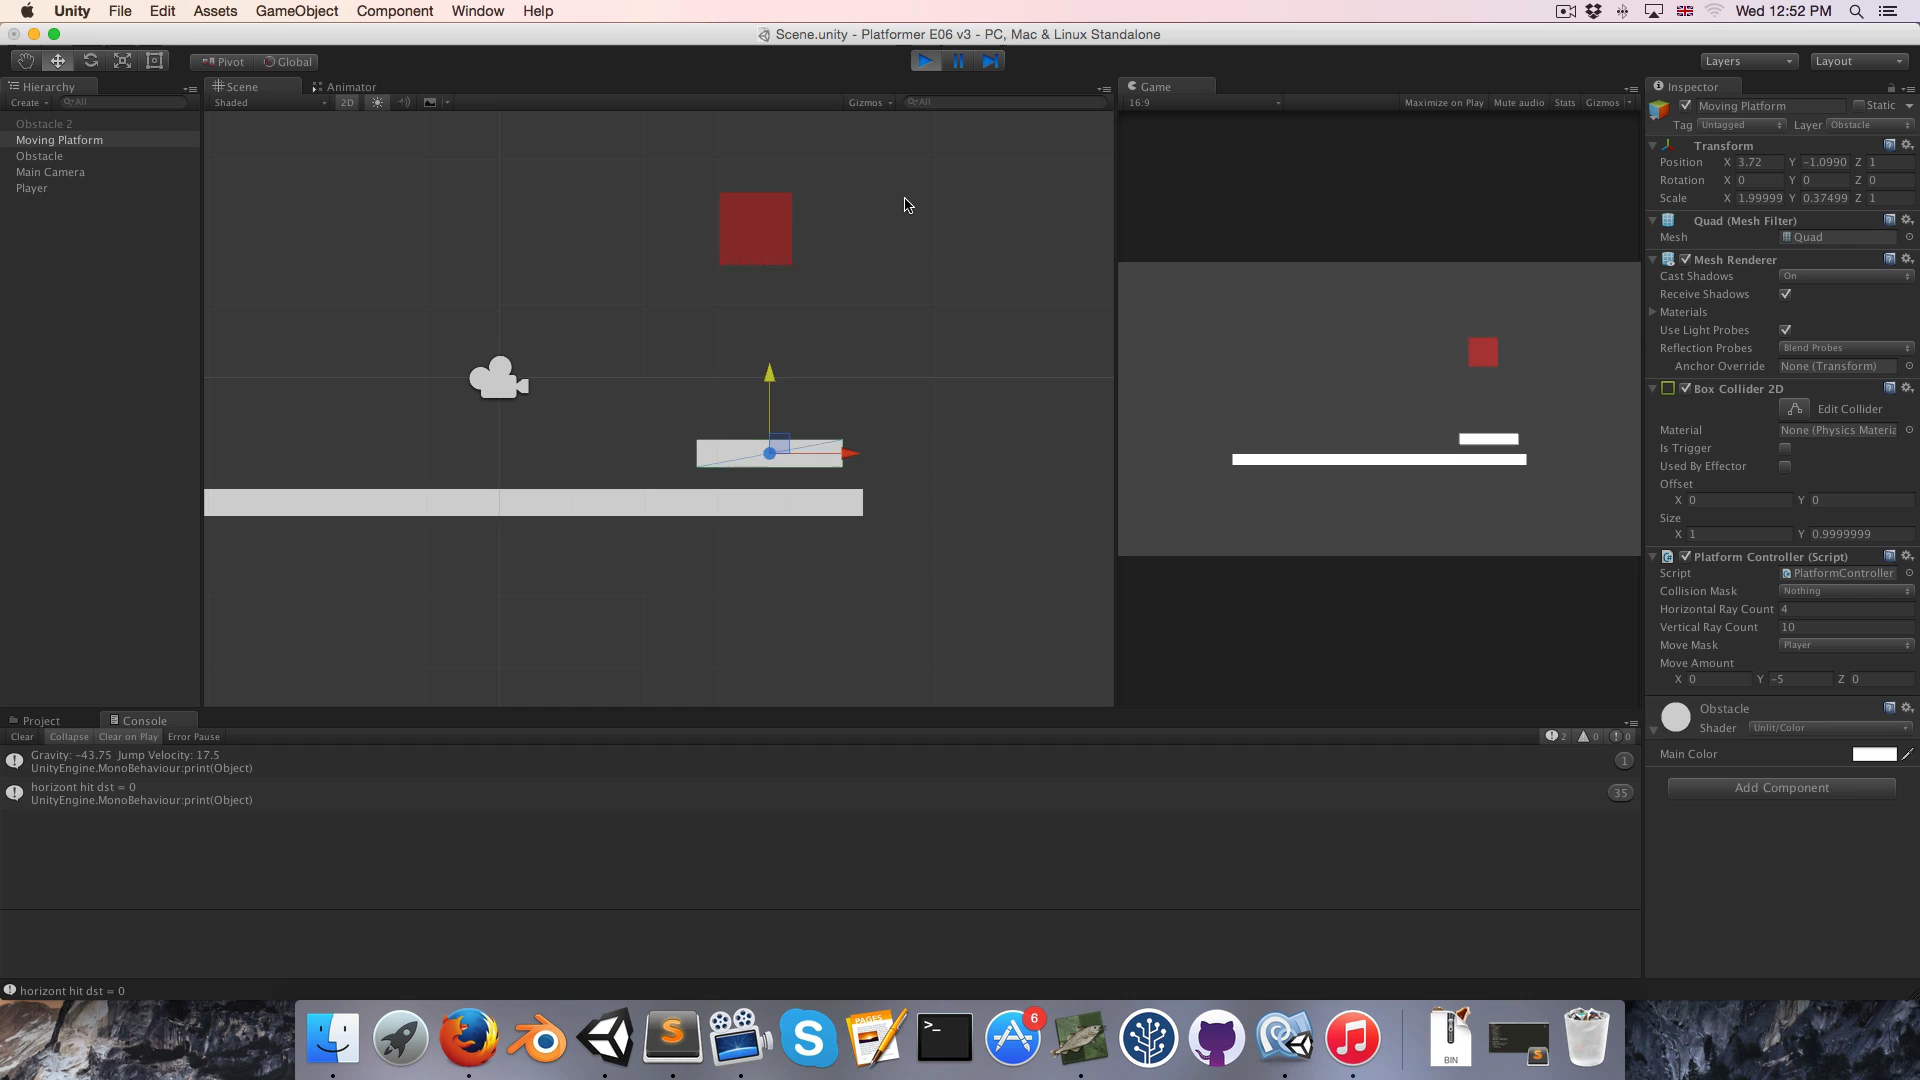 Unity File Edit Assets GameObject Component Window Help Wed 12:52 PM
Scene.unity - Platformer E06 v3 - PC, Mac & Linux Standalone
Pivot Global Layers Layout
Hierarchy Scene Animator Game Inspector
Create All Shaded 2D Gizmos All 16:9 Maximize on Play Mute audio Stats Gizmos
Moving Platform Static
Tag Untagged Layer Obstacle
Obstacle 2
Moving Platform
Obstacle
Main Camera
Player
Transform
Position X 3.72 Y -1.0990 Z 1
Rotation X 0 Y 0 Z 0
Scale X 1.99999 Y 0.37499 Z 1
Quad (Mesh Filter)
Mesh Quad
Mesh Renderer
Cast Shadows On
Receive Shadows
Materials
Use Light Probes
Reflection Probes Blend Probes
Anchor Override None (Transform)
Box Collider 2D
Edit Collider
Material None (Physics Materia
Is Trigger
Used By Effector
Offset
X 0 Y 0
Size
X 1 Y 0.9999999
Platform Controller (Script)
Script PlatformController
Collision Mask Nothing
Horizontal Ray Count 4
Vertical Ray Count 10
Move Mask Player
Move Amount
X 0 Y -5 Z 0
Obstacle
Shader Unlit/Color
Main Color
Add Component
Project Console
Clear Collapse Clear on Play Error Pause 2 0 0
Gravity: -43.75 Jump Velocity: 17.5
UnityEngine.MonoBehaviour:print(Object)
1
horizont hit dst = 0
UnityEngine.MonoBehaviour:print(Object)
35
horizont hit dst = 0
PAGES
>_
6
BIN